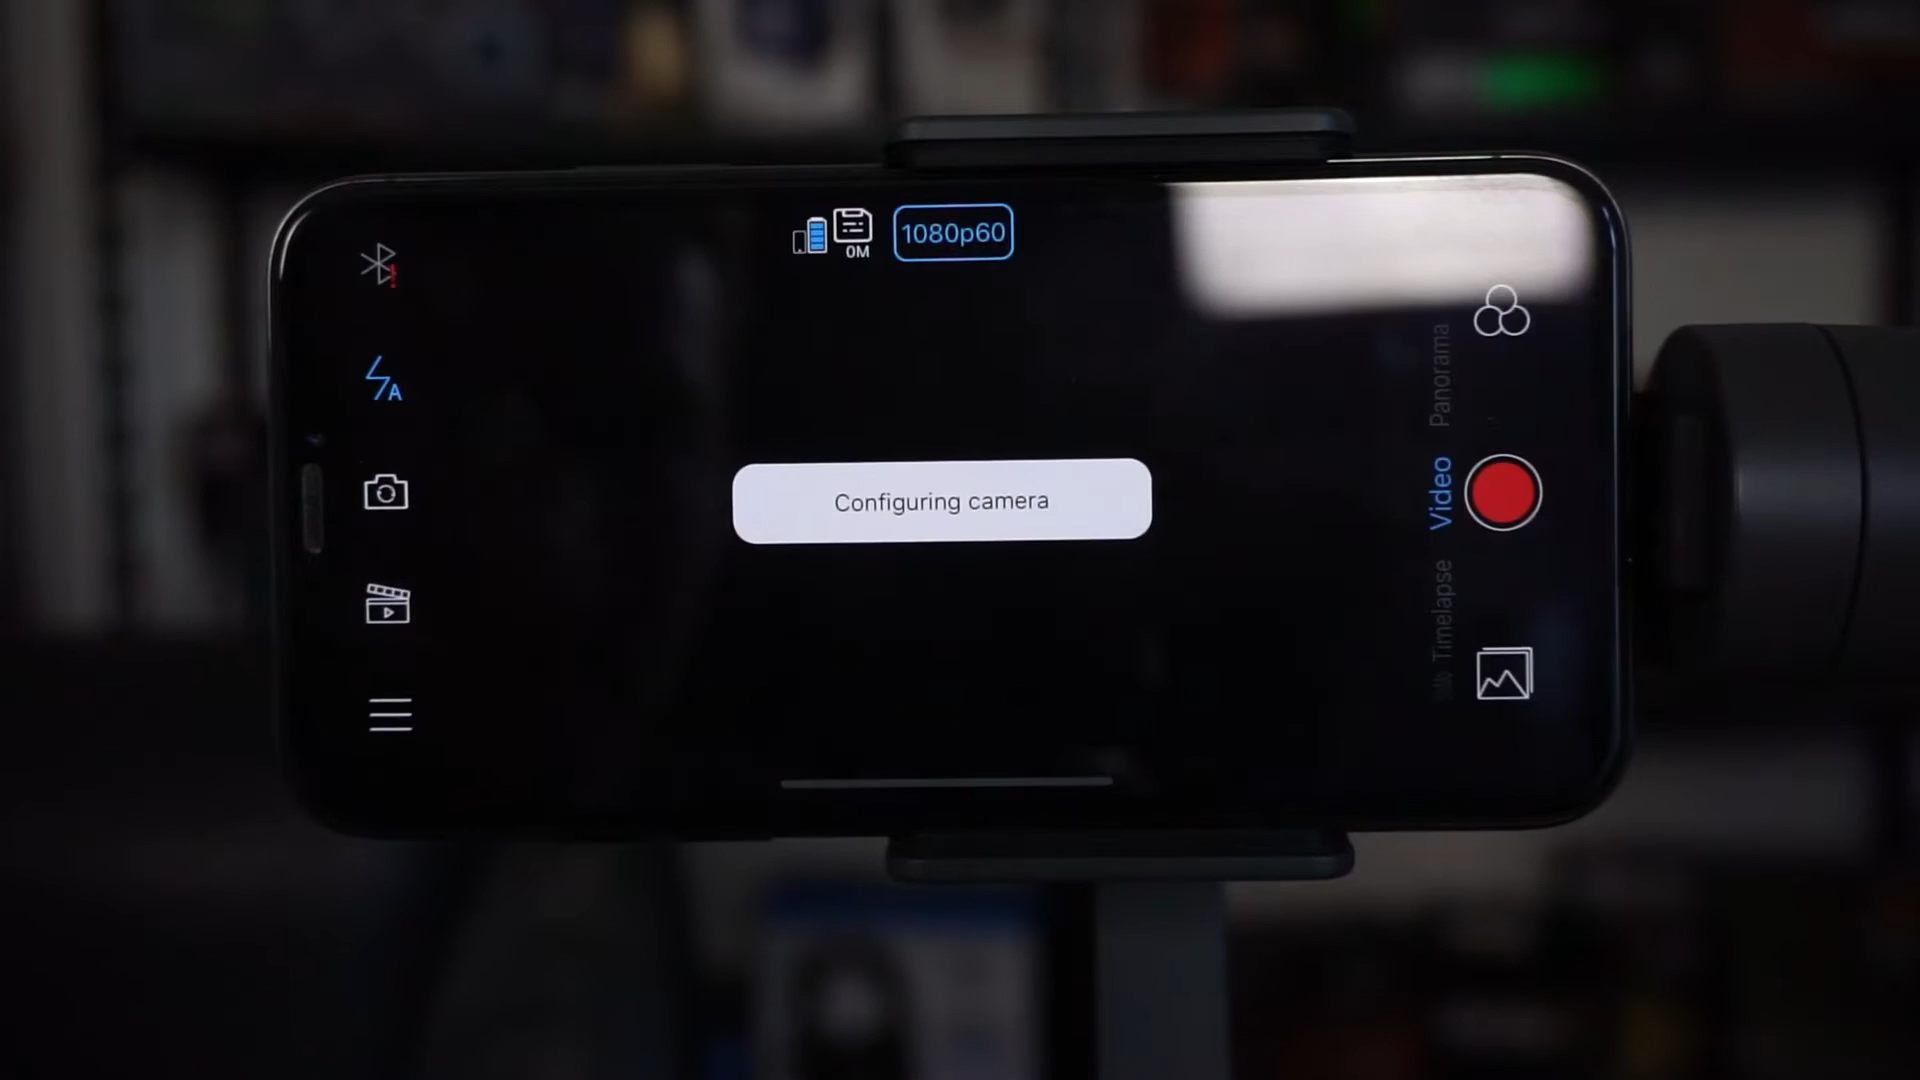 0M
1080p60
A
Configuring camera
Panorama
Video
Timelapse